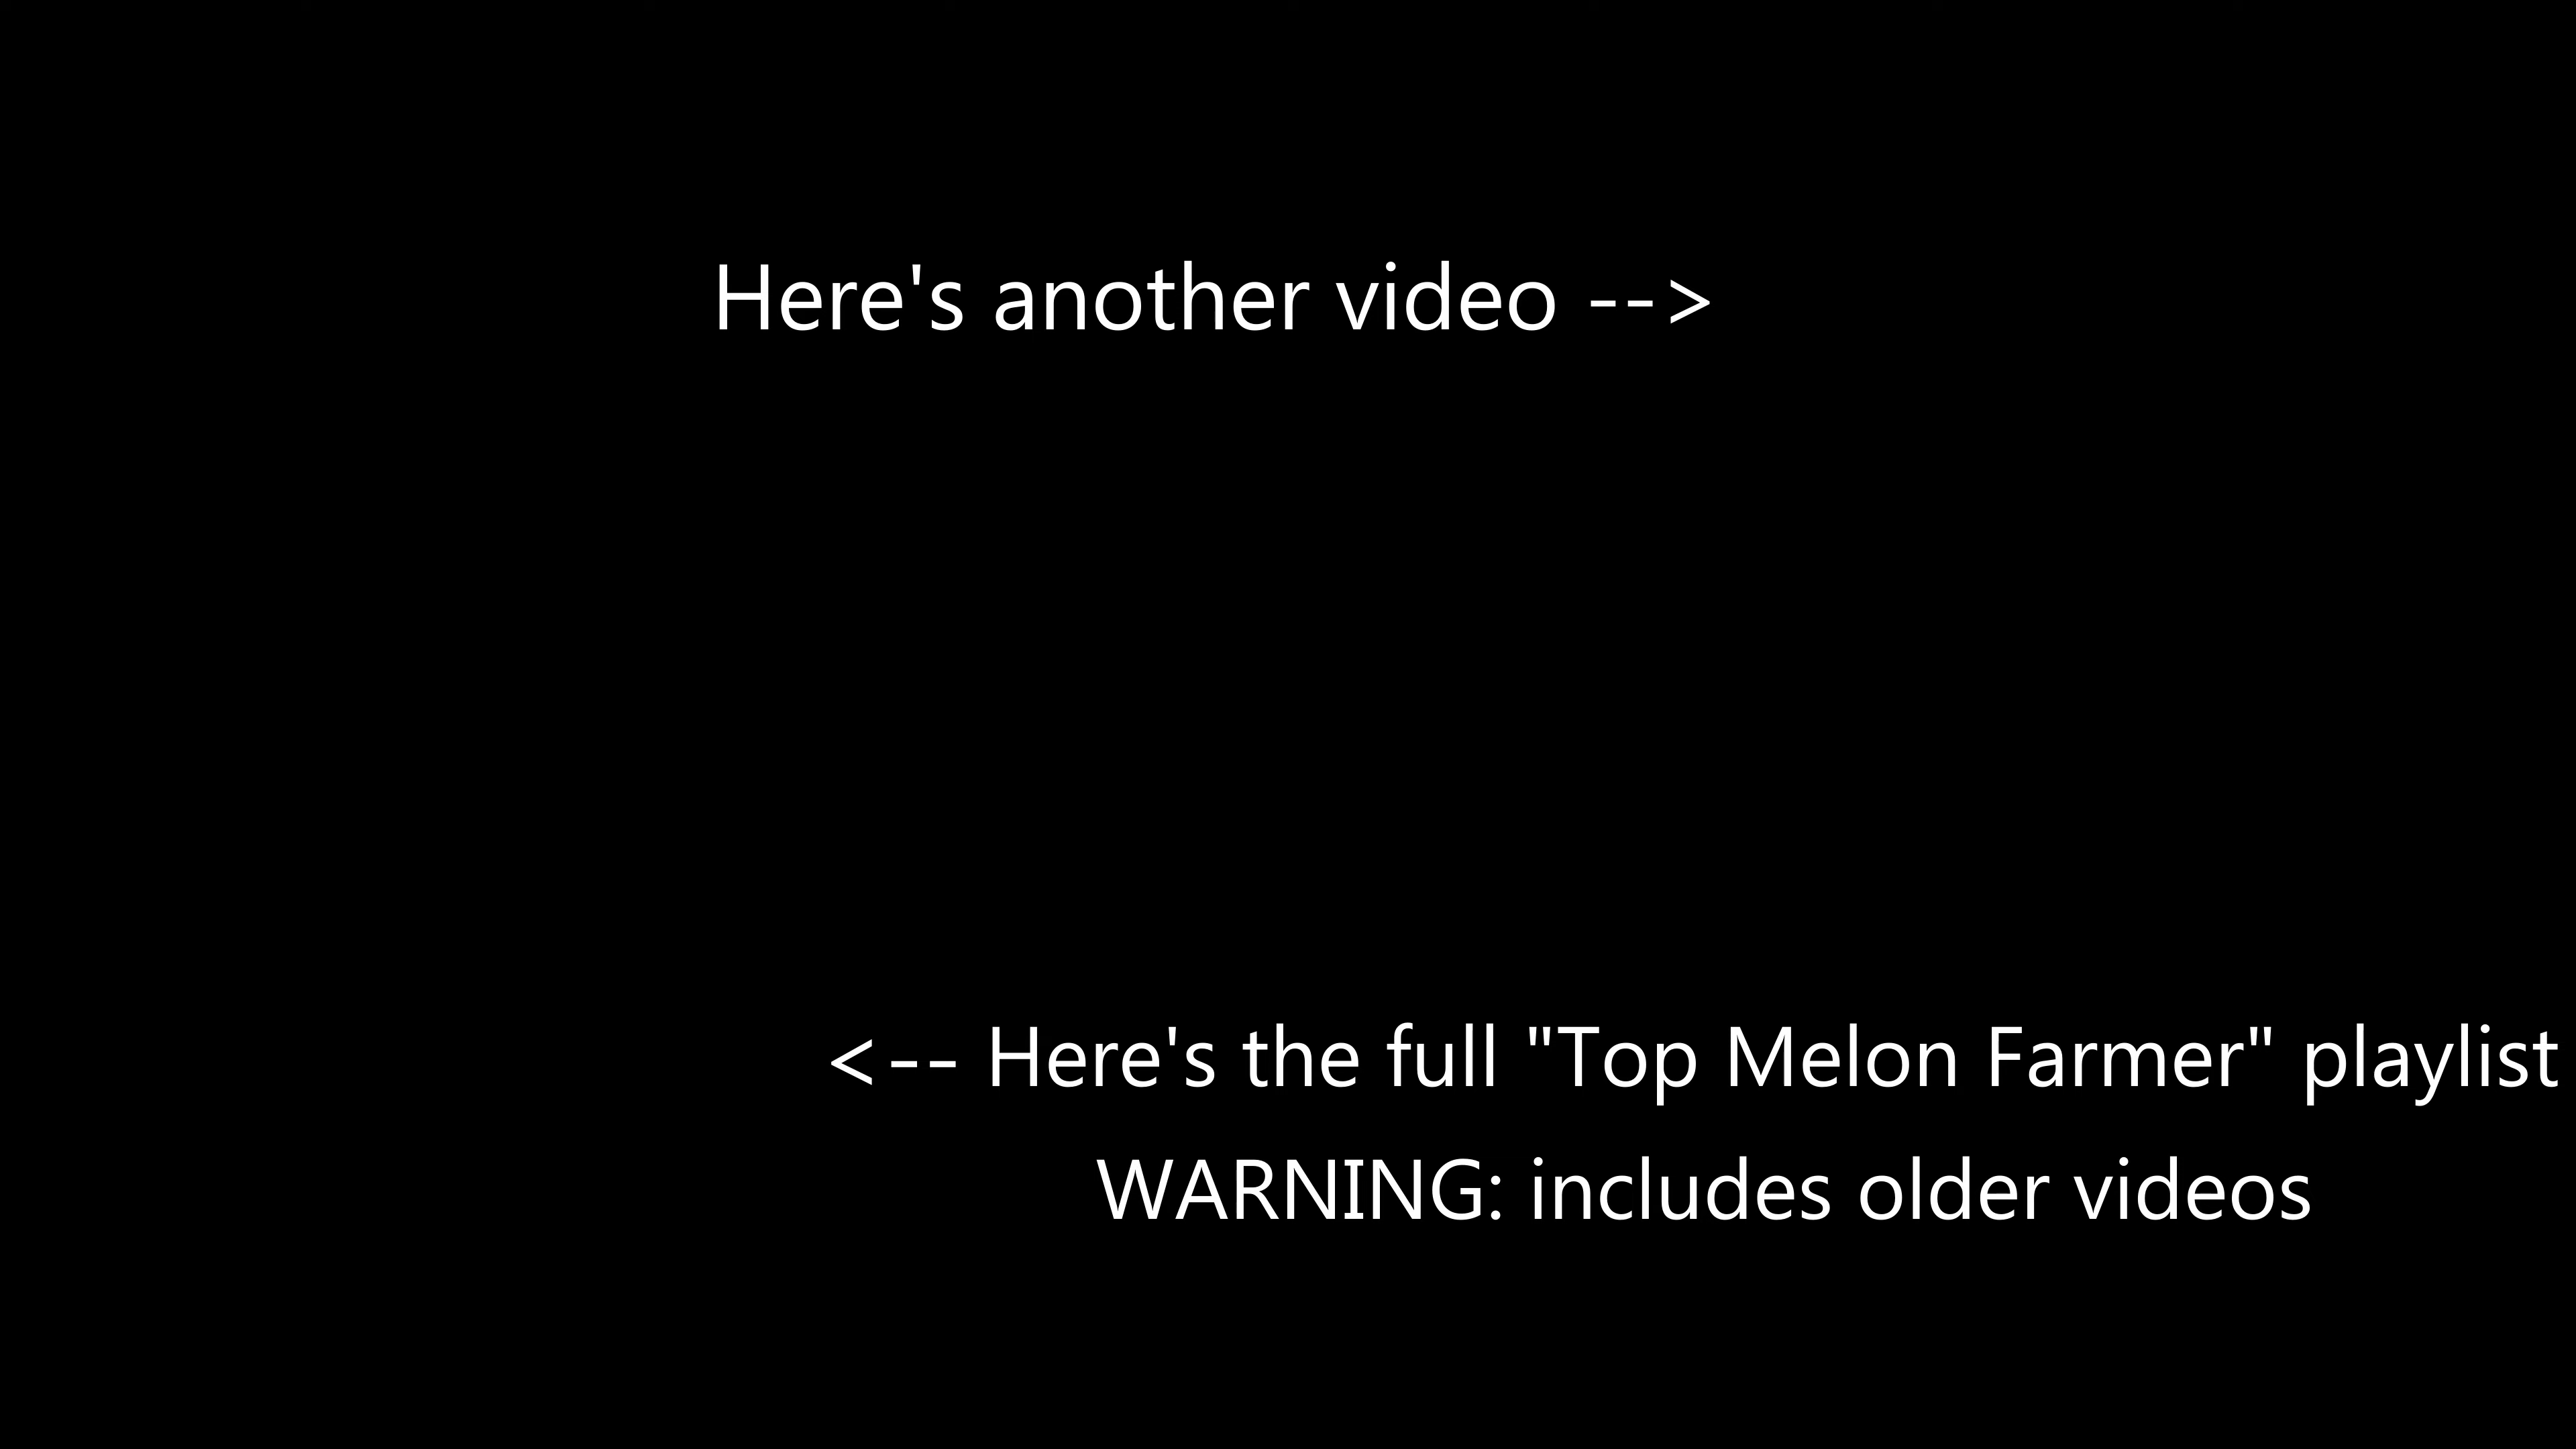 Here's another video -->
<-- Here's the full "Top Melon Farmer" playlist
WARNING: includes older videos